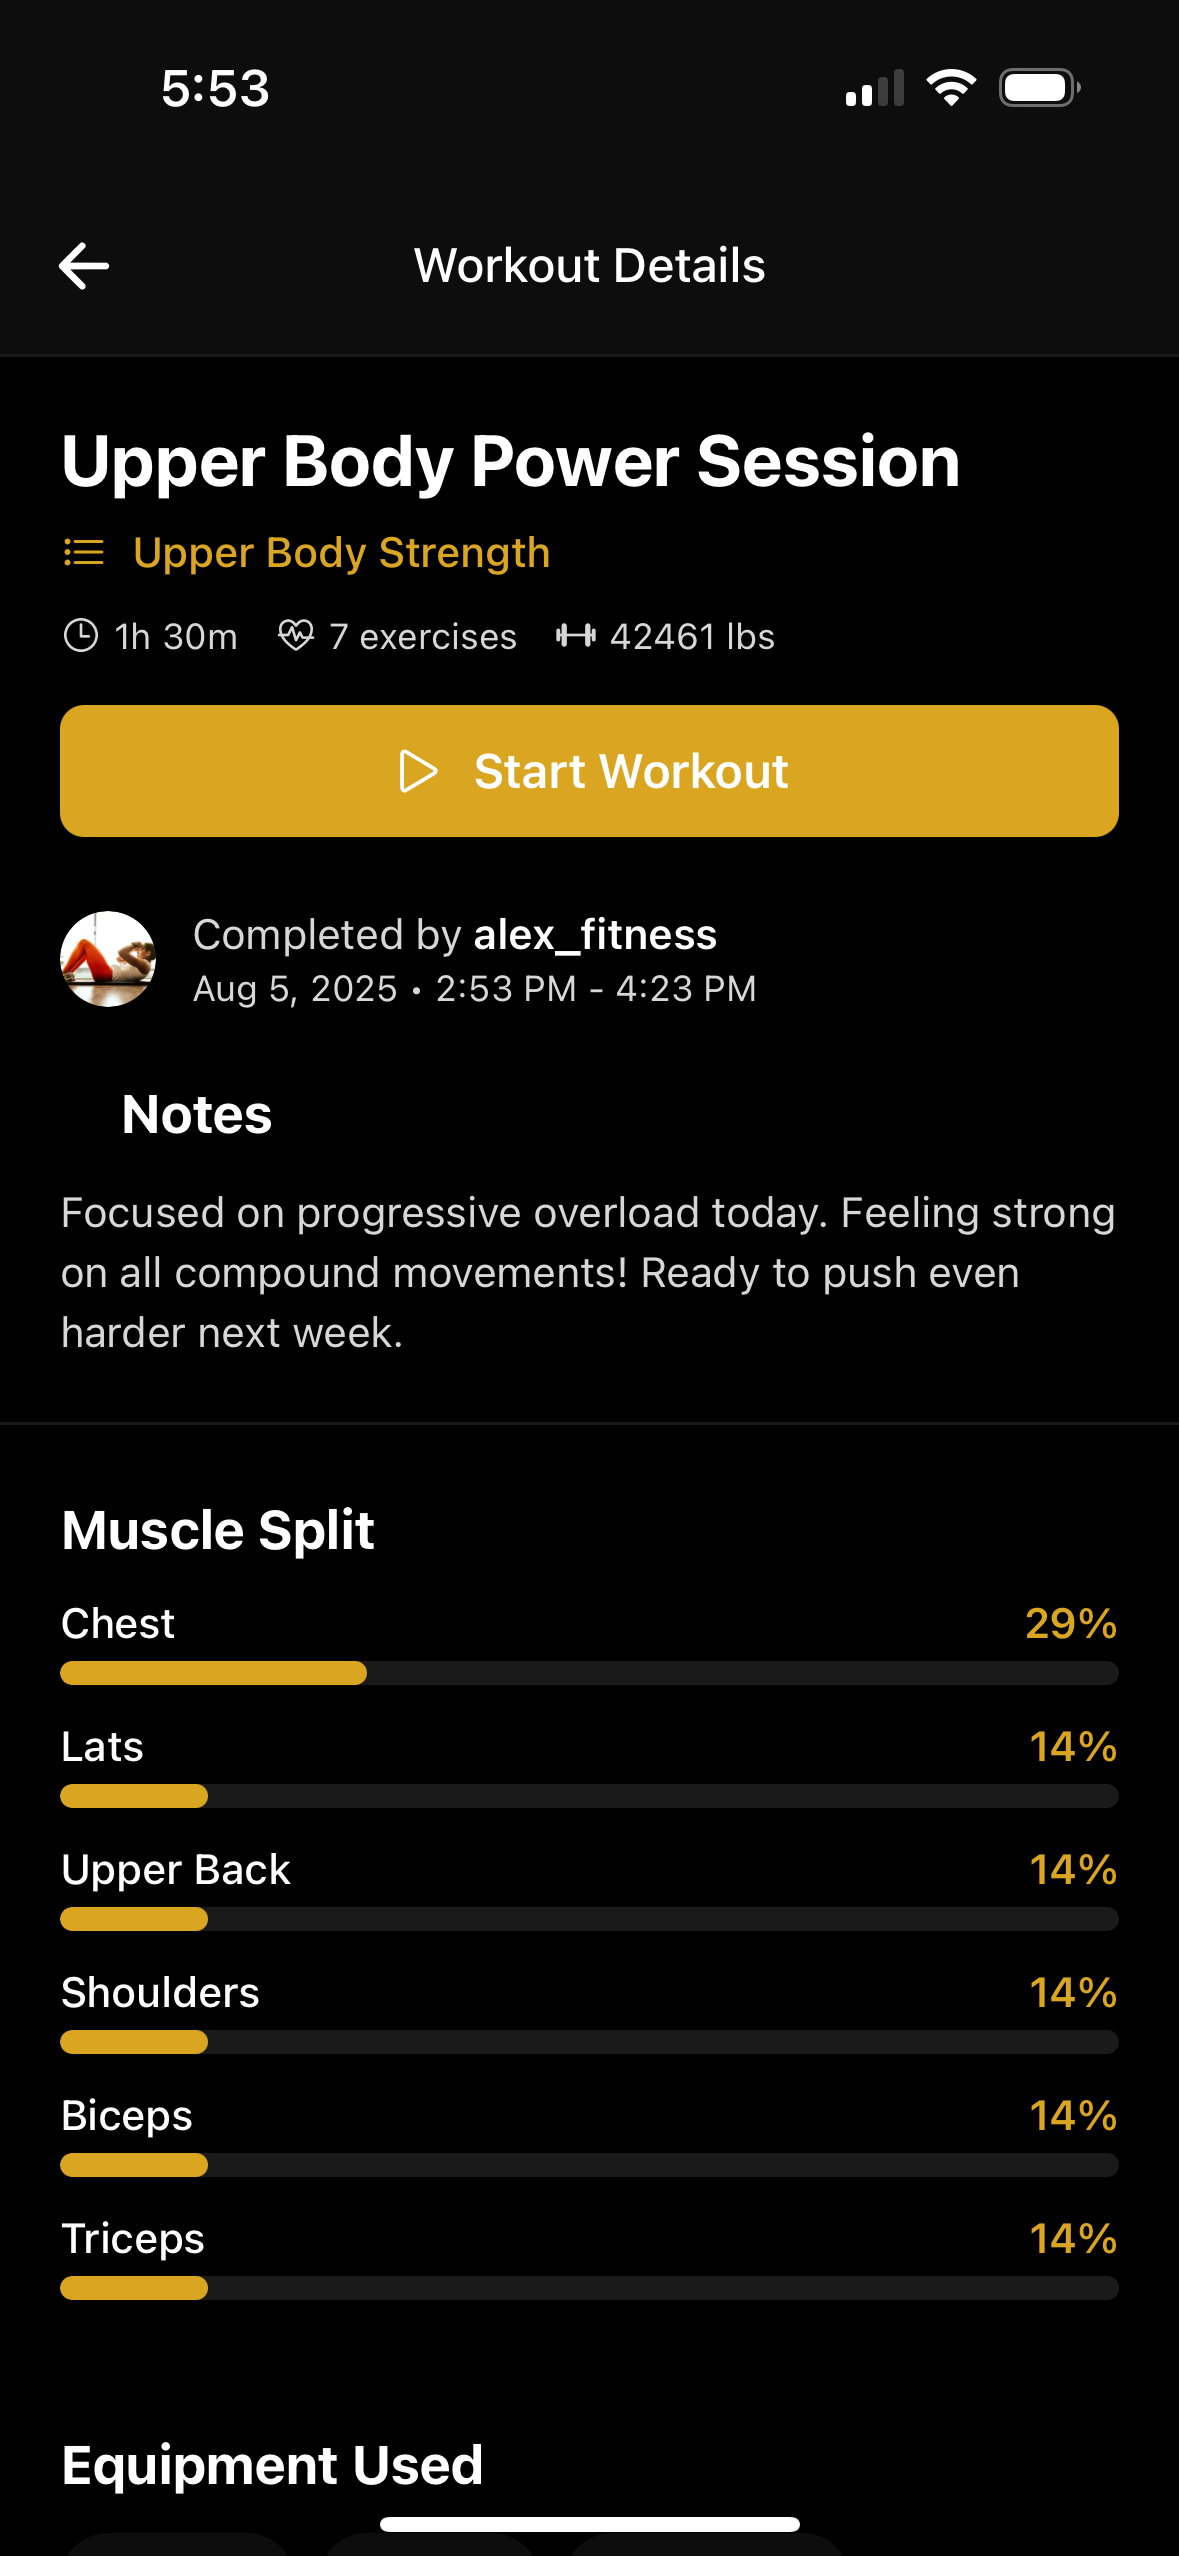 5:53
Workout Details
Upper Body Power Session
Upper Body Strength
1h 30m 7 exercises 42461 lbs
Start Workout
Completed by alex_fitness
Aug 5, 2025 • 2:53 PM - 4:23 PM
Notes
Focused on progressive overload today. Feeling strong
on all compound movements! Ready to push even
harder next week.
Muscle Split
Chest 29%
Lats 14%
Upper Back 14%
Shoulders 14%
Biceps 14%
Triceps 14%
Equipment Used